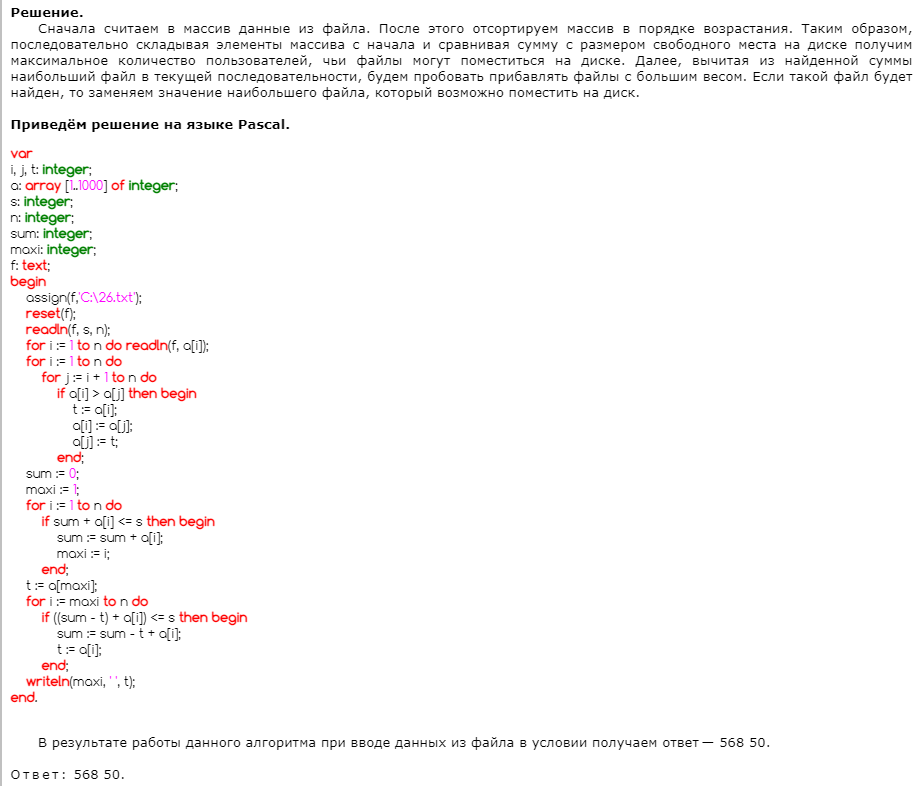 Решение.
Сначала считаем в массив данные из файла. После этого отсортируем массив в порядке возрастания. Таким образом,
последовательно складывая элементы массива с начала и сравнивая сумму с размером свободного места на диске получим
максимальное количество пользователей, чьи файлы могут поместиться на диске. Далее, вычитая из найденной суммы
наибольший файл в текущей последовательности, будем пробовать прибавлять файлы с большим весом. Если такой файл будет
найден, то заменяем значение наибольшего файла, который возможно поместить на диск.
Приведём решение на языке Pascal.
var
i, j, t: integer;
a: array [1..1000] of integer;
s: integer;
n: integer;
sum: integer;
maxi: integer;
f: text;
begin
assign(f,'C:\26.txt');
reset(f);
readln(f, s, n);
for i := 1 to n do readln(f, a[i]);
for i := 1 to n do
for j := i + 1 to n do
if a[i] > a[j] then begin
t := a[i];
a[i] := a[j];
a[j] := t;
end;
sum := 0;
maxi := 1;
for i := 1 to n do
if sum + a[i] <= s then begin
sum := sum + a[i];
maxi := i;
end;
t := a[maxi];
for i := maxi to n do
if ((sum - t) + a[i]) <= s then begin
sum := sum - t + a[i];
t := a[i];
end;
writeln(maxi, ' ', t);
end.
В результате работы данного алгоритма при вводе данных из файла в условии получаем ответ — 568 50.
Ответ: 568 50.